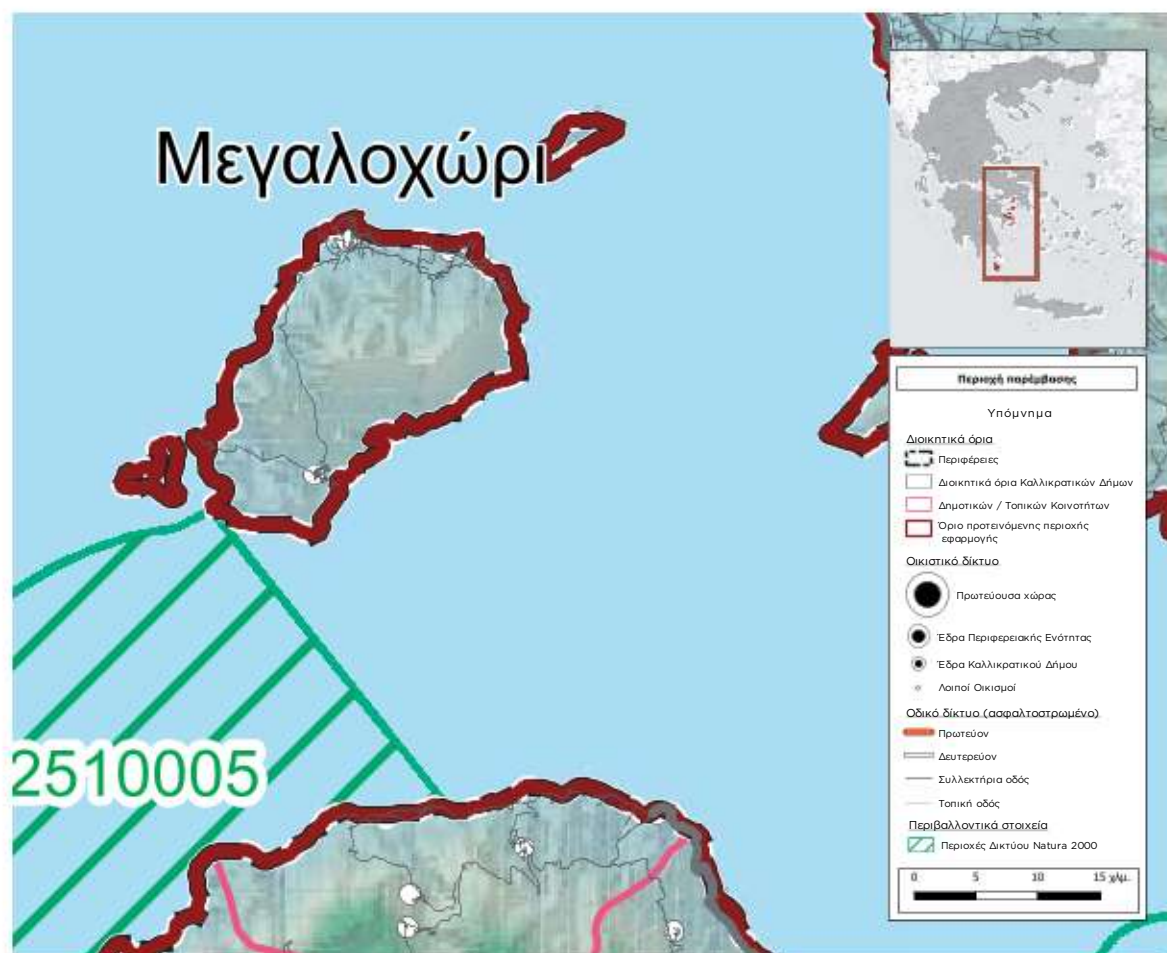 Μεγαλοχώρι
2510005
Περιοχή παρέμβασης
Υπόμνημα
Διοικητικά όρια
Περιφέρειες
Διοικητικά όρια Καλλικρατικών Δήμων
Δημοτικών / Τοπικών Κοινοτήτων
Όριο προτεινόμενης περιοχής
εφαρμογής
Οικιστικό δίκτυο
Πρωτεύουσα χώρας
Έδρα Περιφερειακής Ενότητας
Έδρα Καλλικρατικού Δήμου
Λοιποί Οικισμοί
Οδικό δίκτυο (ασφαλτοστρωμένο)
Πρωτεύον
Δευτερεύον
Συλλεκτήρια οδός
Τοπική οδός
Περιβαλλοντικά στοιχεία
Περιοχές Δικτύου Natura 2000
0 5 10 15 χλμ.